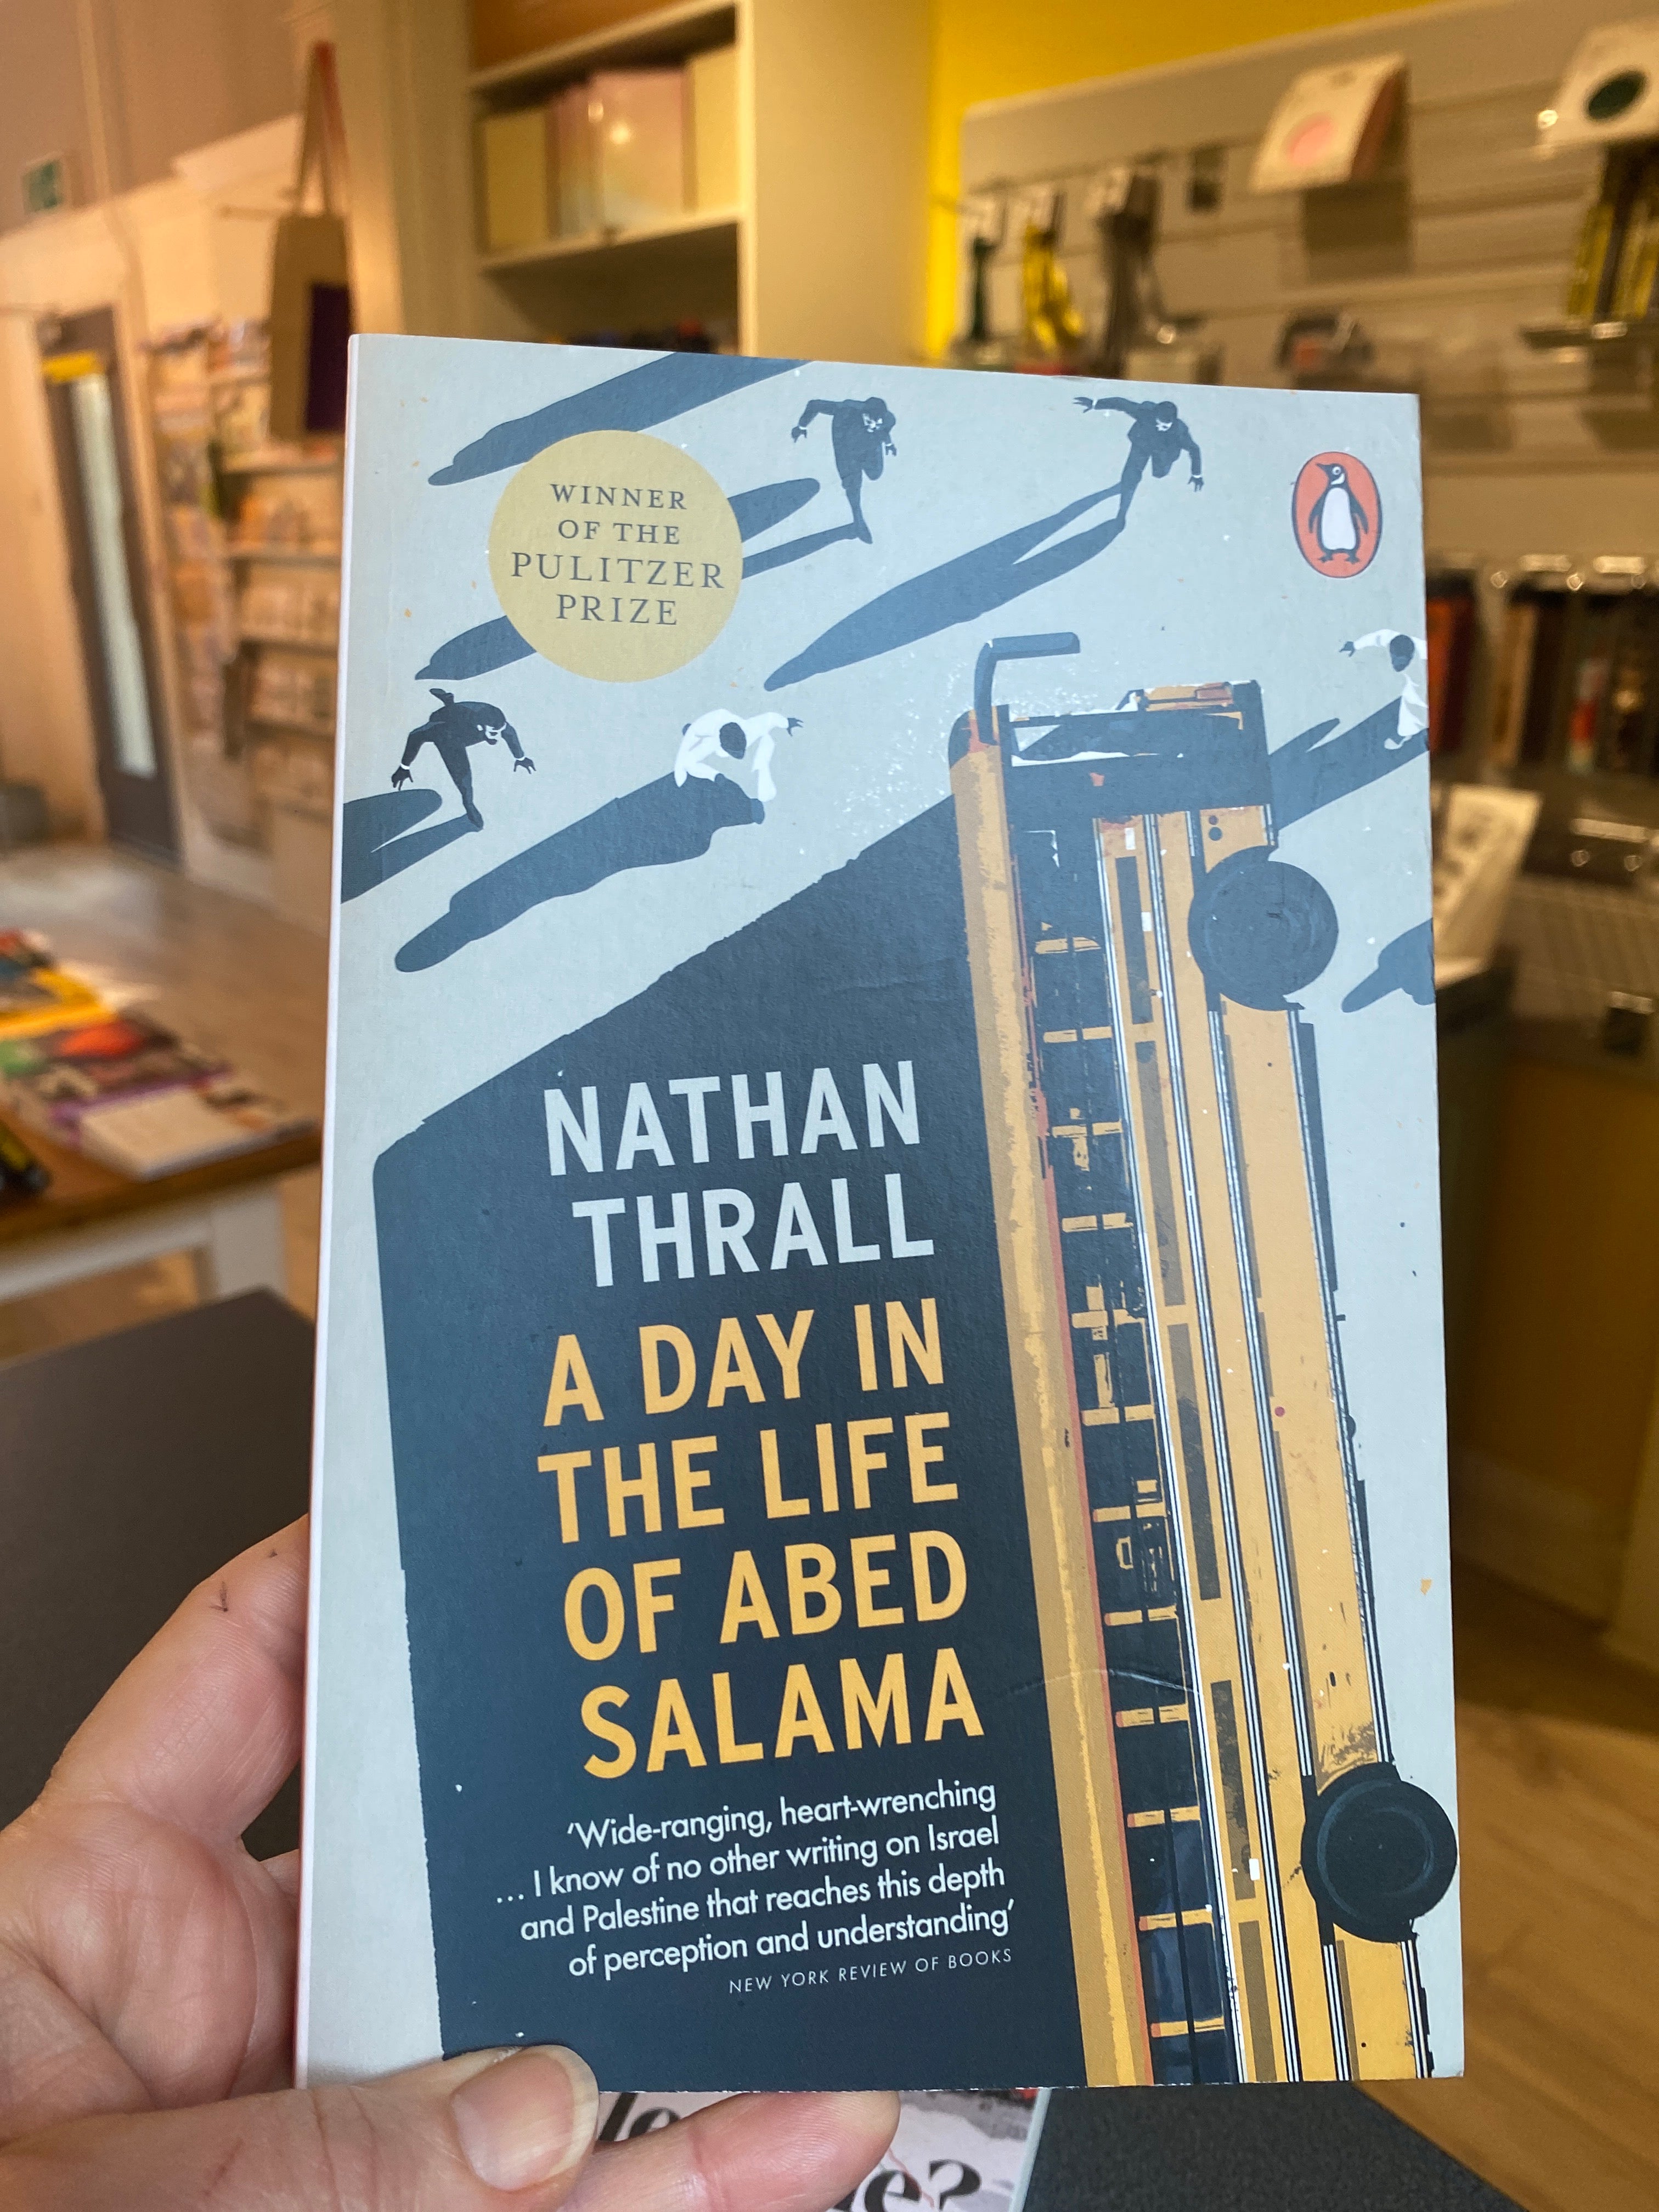 WINNER
OF THE
PULITZER
PRIZE
NATHAN
THRALL
A DAY IN
THE LIFE
OF ABED
SALAMA
‘Wide-ranging, heart-wrenching
... I know of no other writing on Israel
and Palestine that reaches this depth
of perception and understanding’
NEW YORK REVIEW OF BOOKS